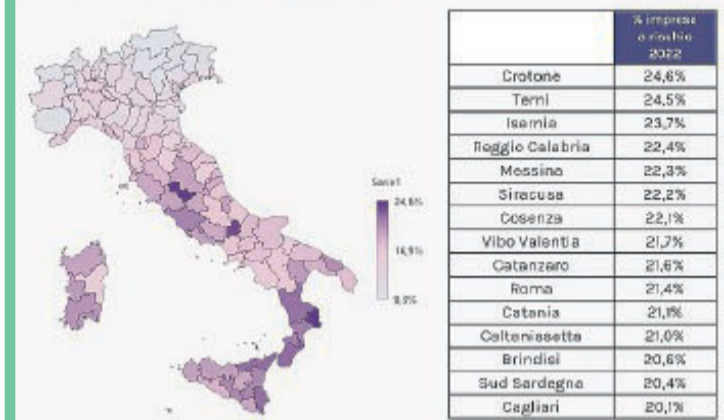 % imprese
a rischio
2022
Crotone 24,6%
Terni 24,5%
Isernia 23,7%
Reggio Calabria 22,4%
Messina 22,3%
Siracusa 22,2%
Cosenza 22,1%
Vibo Valentia 21,7%
Catanzaro 21,6%
Roma 21,4%
Catania 21,1%
Caltanissetta 21,0%
Brindisi 20,6%
Sud Sardegna 20,4%
Cagliari 20,1%
Serie1
24,6%
16,9%